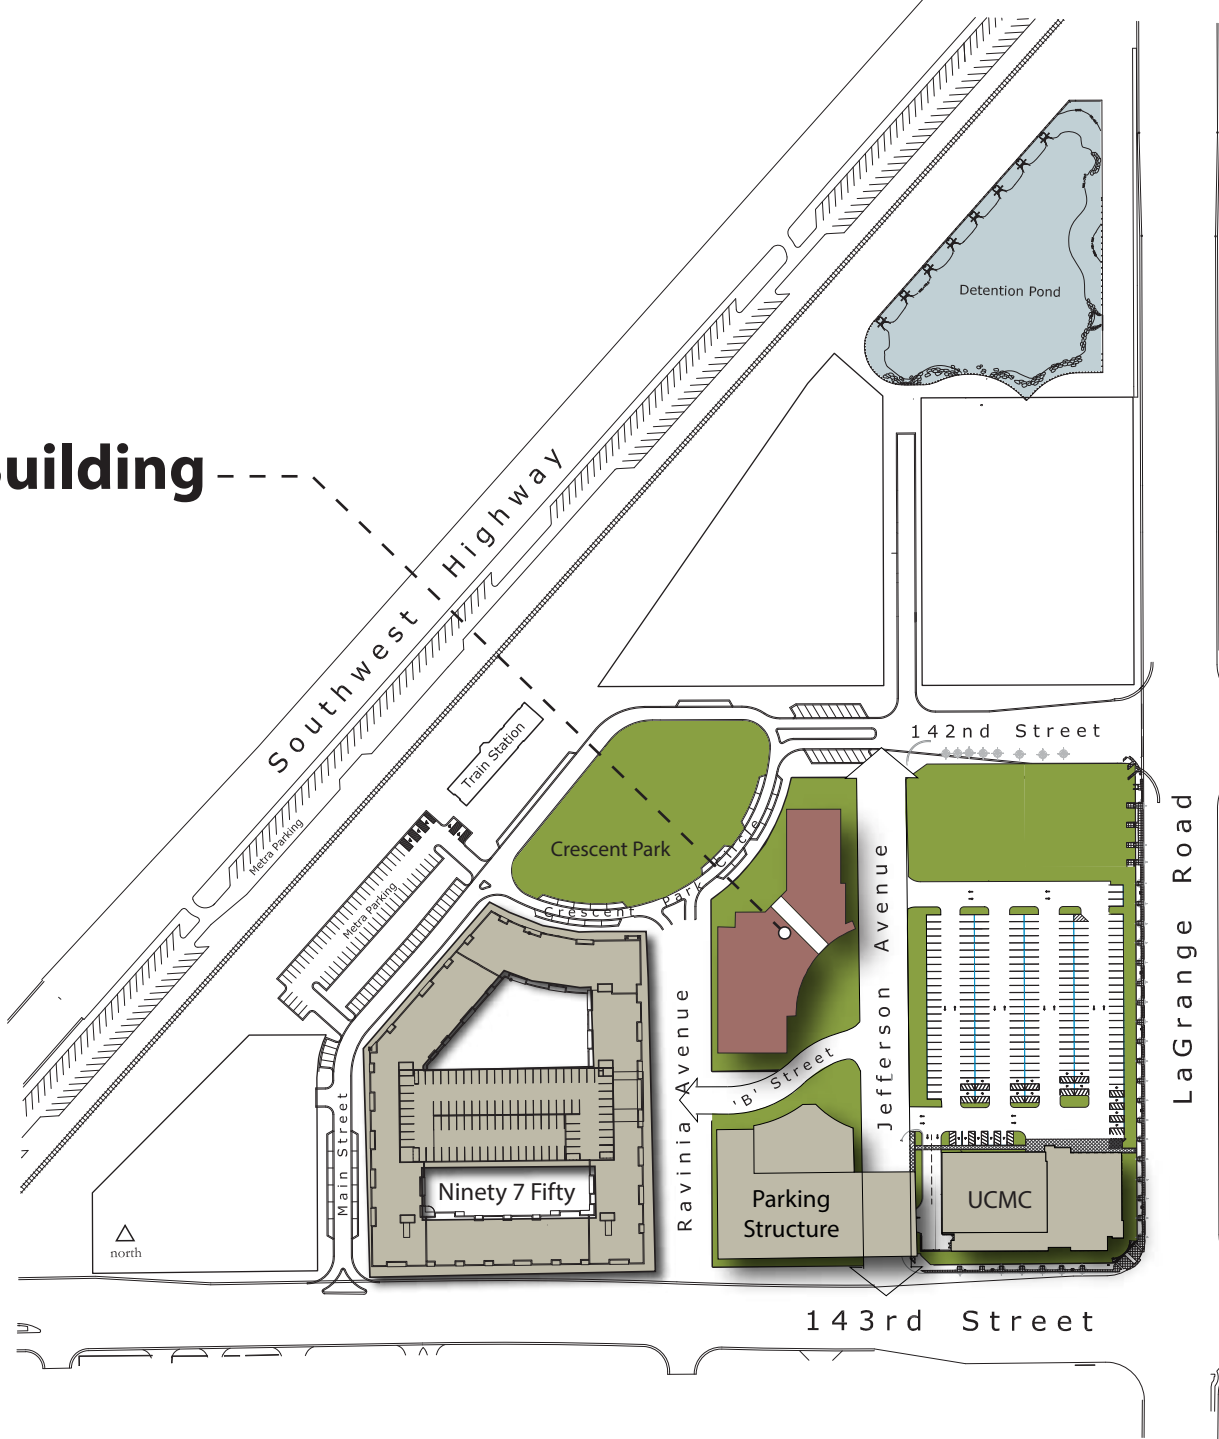 Detention Pond
uilding
Southwest Highway
142nd Street
Train Station
Metra Parking
Metra Parking
Crescent Park
Crescent Park Circle
Jefferson Avenue
LaGrange Road
Ravinia Avenue
'B' Street
Main Street
Ninety 7 Fifty
Parking
Structure
UCMC
north
143rd Street